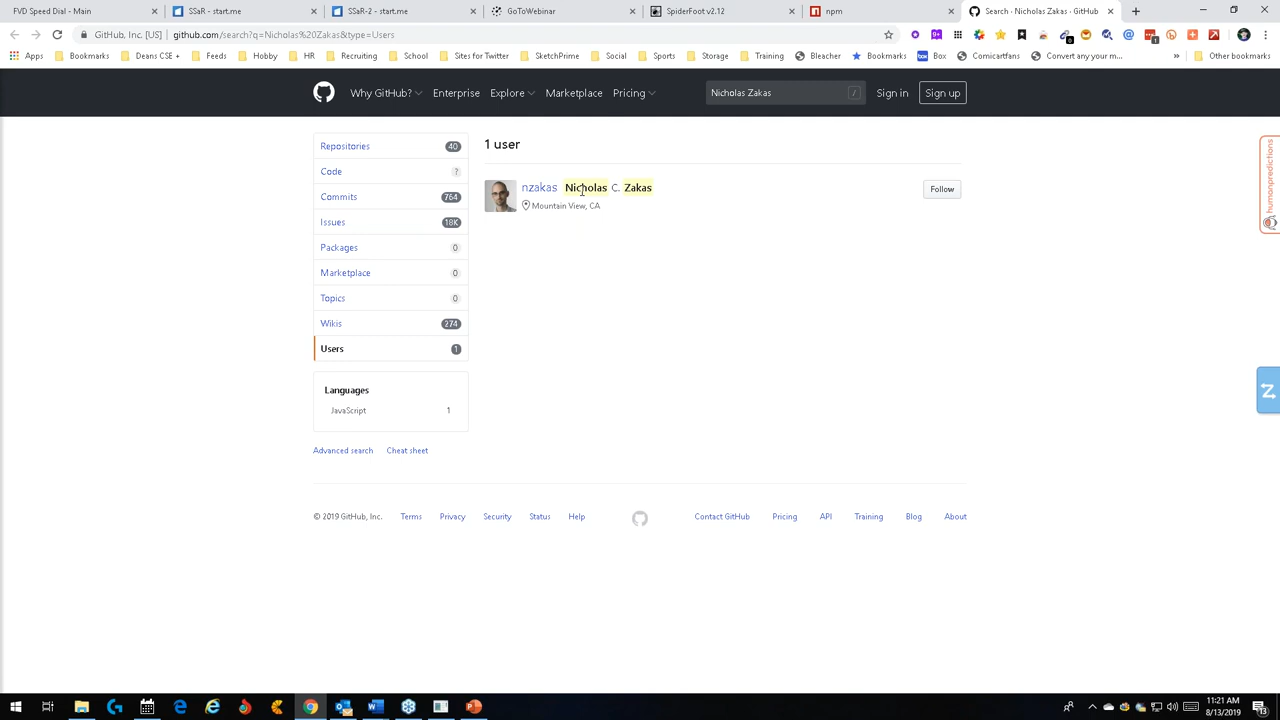 FVD Speed Dial - Main
SSaR - start.me
SSaR-2 - start.me
GoToWebinar
SpiderFoot v2.12
npm
Search · Nicholas Zakas · GitHub
GitHub, Inc. [US] | github.com/search?q=Nicholas%20Zakas&type=Users
Apps Bookmarks Deans CSE + Feeds Hobby HR Recruiting School Sites for Twitter SketchPrime Social Sports Storage Training Bleacher Bookmarks Box Comicartfans Convert any your m... » Other bookmarks
Why GitHub? Enterprise Explore Marketplace Pricing Nicholas Zakas / Sign in Sign up
Repositories 40
Code ?
Commits 764
Issues 18K
Packages 0
Marketplace 0
Topics 0
Wikis 274
Users 1
Languages
JavaScript 1
Advanced search Cheat sheet
1 user
nzakas Nicholas C. Zakas
Mountain View, CA
Follow
humanpredictions
© 2019 GitHub, Inc. Terms Privacy Security Status Help Contact GitHub Pricing API Training Blog About
11:21 AM
8/13/2019